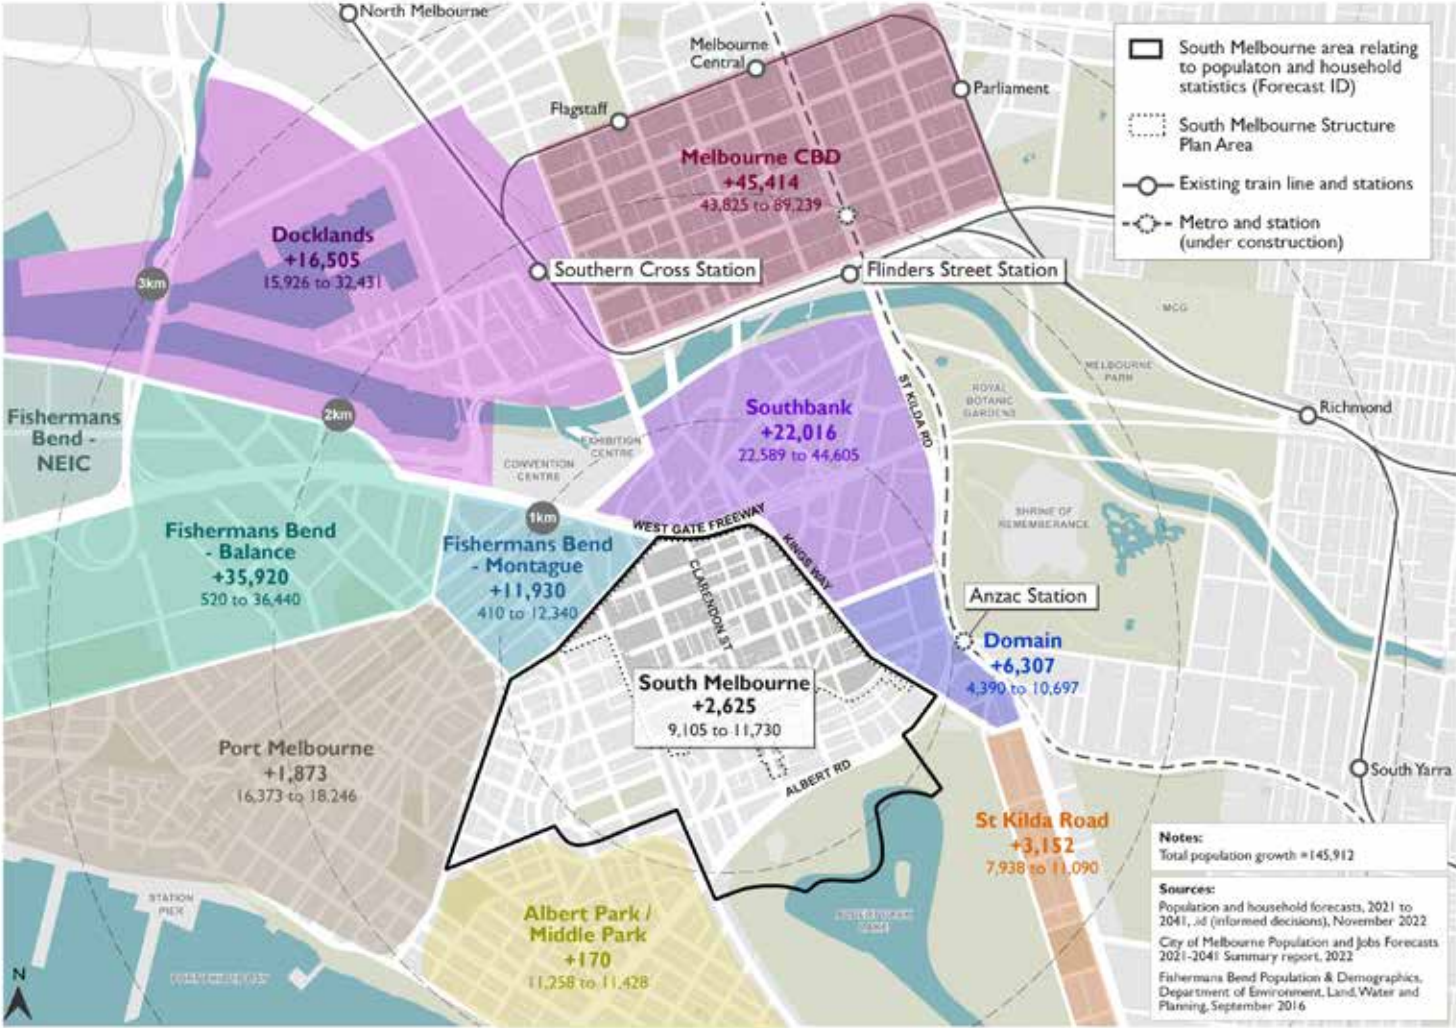 North Melbourne
Melbourne
Central
Flagstaff
Parliament
South Melbourne area relating
to populaton and household
statistics (Forecast ID)
South Melbourne Structure
Plan Area
Existing train line and stations
Metro and station
(under construction)
Melbourne CBD
+45,414
43,825 to 89,239
Docklands
+16,505
15,926 to 32,431
3km
Southern Cross Station
Flinders Street Station
MCG
MELBOURNE
PARK
ROYAL
BOTANIC
GARDENS
Richmond
ST KILDA RD
Southbank
+22,016
22,589 to 44,605
2km
Fishermans
Bend -
NEIC
EXHIBITION
CENTRE
CONVENTION
CENTRE
1km
WEST GATE FREEWAY
KINGS WAY
CLARENDON ST
SHRINE OF
REMEMBERANCE
Fishermans Bend
- Balance
+35,920
520 to 36,440
Fishermans Bend
- Montague
+11,930
410 to 12,340
Anzac Station
Domain
+6,307
4,390 to 10,697
South Melbourne
+2,625
9,105 to 11,730
ALBERT RD
Port Melbourne
+1,873
16,373 to 18,246
South Yarra
St Kilda Road
+3,152
7,938 to 11,090
STATION
PIER
Albert Park /
Middle Park
+170
11,258 to 11,428
LAKE
N
Notes:
Total population growth =145,912
Sources:
Population and household forecasts, 2021 to
2041, .id (informed decisions), November 2022
City of Melbourne Population and Jobs Forecasts
2021-2041 Summary report, 2022
Fishermans Bend Population & Demographics,
Department of Environment, Land, Water and
Planning, September 2016